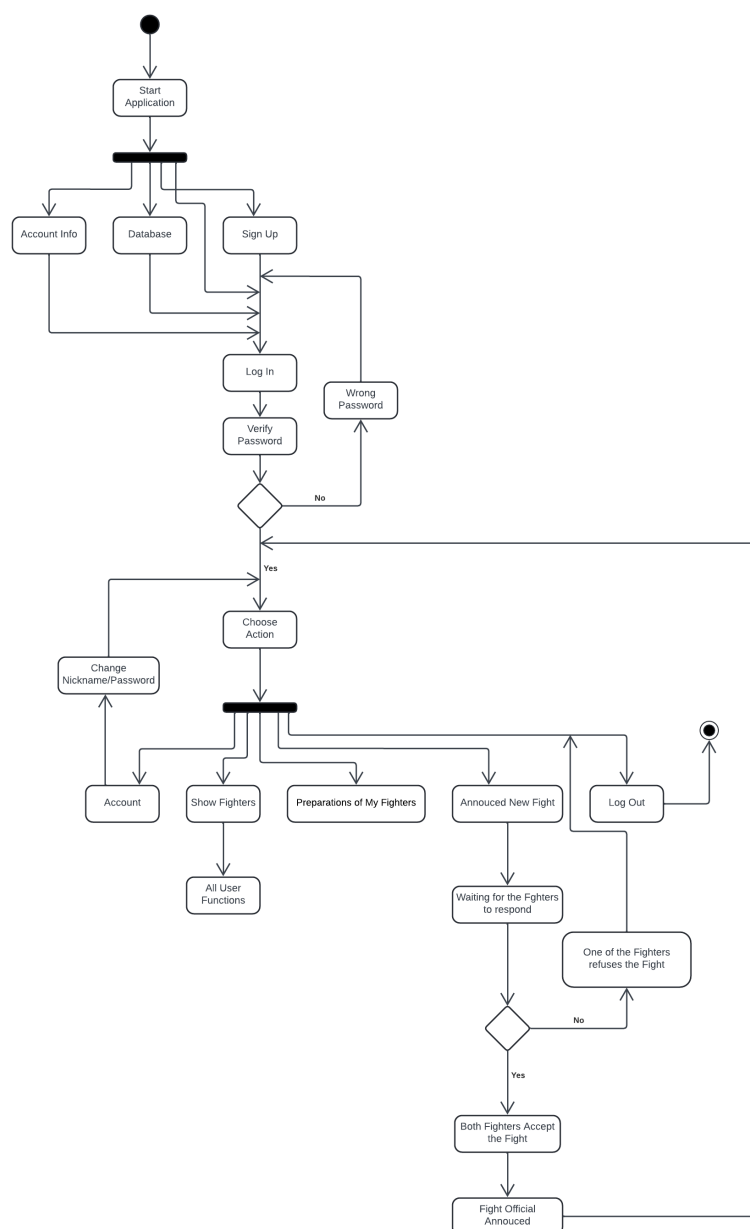 Start
Application
Account Info
Database
Sign Up
Log In
Wrong
Password
Verify
Password
No
Yes
Choose
Action
Change
Nickname/Password
Account
Show Fighters
Preparations of My Fighters
Annouced New Fight
Log Out
All User
Functions
Waiting for the Fghters
to respond
One of the Fighters
refuses the Fight
No
Yes
Both Fighters Accept
the Fight
Fight Official
Annouced